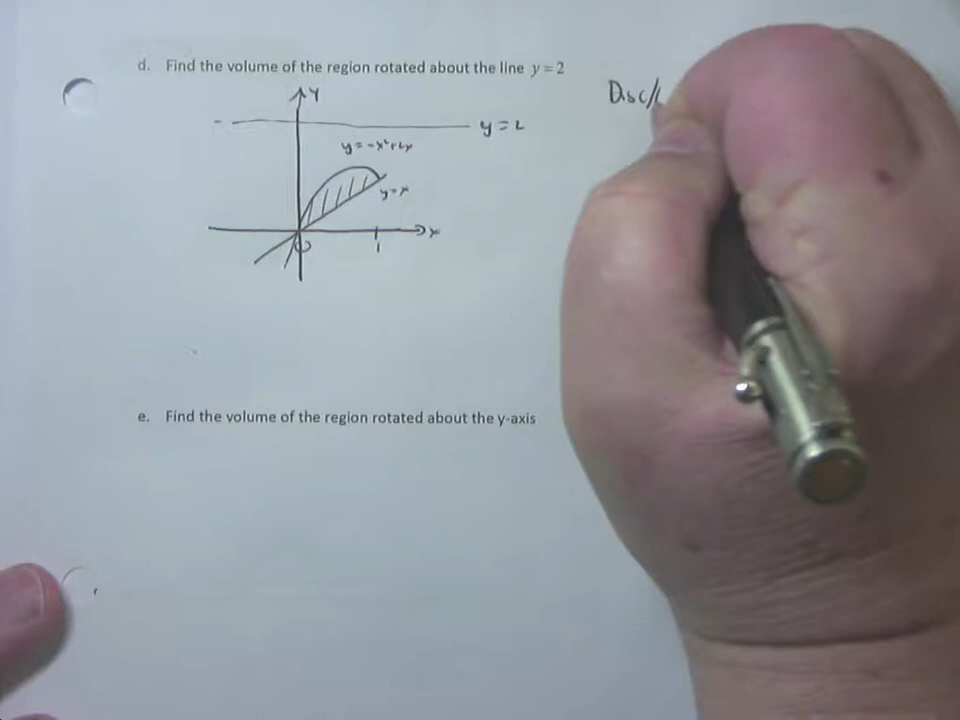 d. Find the volume of the region rotated about the line y = 2
Disc/
y
y = 2
y = -x²+2x
y = x
x
0
1
e. Find the volume of the region rotated about the y-axis